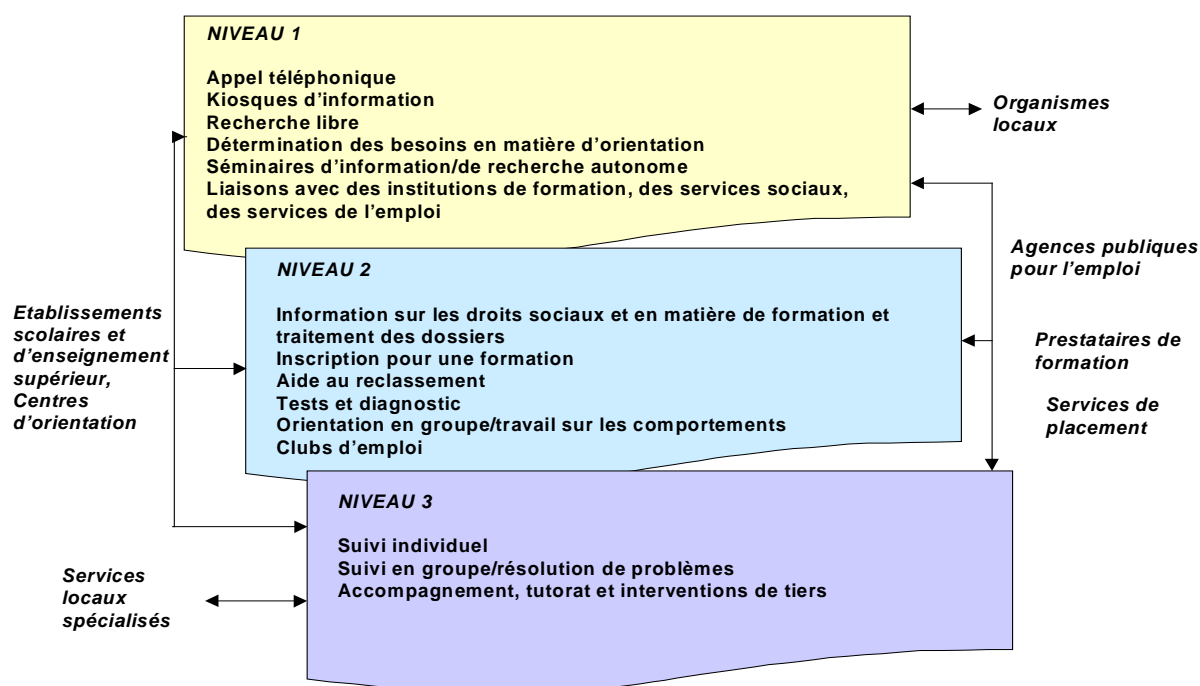 NIVEAU 1
Appel téléphonique
Kiosques d'information
Recherche libre
Détermination des besoins en matière d'orientation
Séminaires d'information/de recherche autonome
Liaisons avec des institutions de formation, des services sociaux,
des services de l'emploi
Organismes
locaux
Agences publiques
pour l'emploi
NIVEAU 2
Information sur les droits sociaux et en matière de formation et
traitement des dossiers
Inscription pour une formation
Aide au reclassement
Tests et diagnostic
Orientation en groupe/travail sur les comportements
Clubs d'emploi
Etablissements
scolaires et
d'enseignement
supérieur,
Centres
d'orientation
Prestataires de
formation
Services de
placement
NIVEAU 3
Suivi individuel
Suivi en groupe/résolution de problèmes
Accompagnement, tutorat et interventions de tiers
Services
locaux
spécialisés